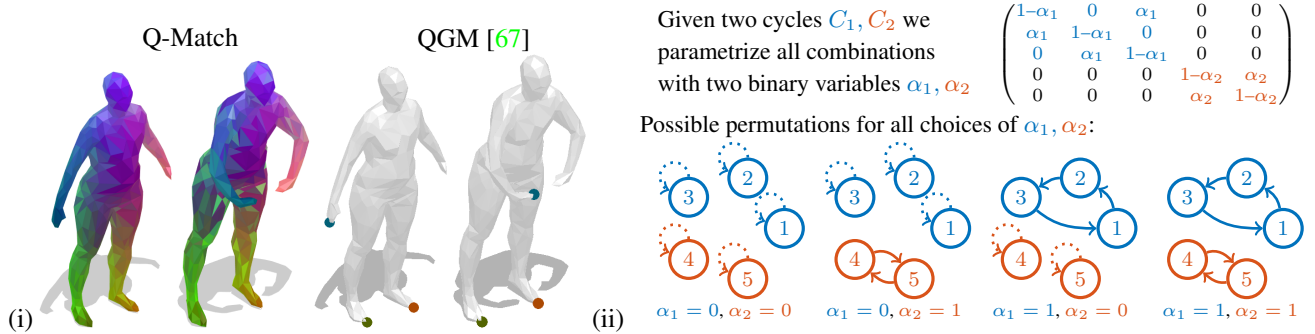 Q-Match
QGM [67]
(i)
Given two cycles C₁, C₂ we
parametrize all combinations
with two binary variables α₁, α₂
1–α₁ 0 α₁ 0 0
α₁ 1–α₁ 0 0 0
0 α₁ 1–α₁ 0 0
0 0 0 1–α₂ α₂
0 0 0 α₂ 1–α₂
Possible permutations for all choices of α₁, α₂:
3 2 1 4 5
3 2 1 4 5
3 2 1 4 5
3 2 1 4 5
(ii)
α₁ = 0, α₂ = 0
α₁ = 0, α₂ = 1
α₁ = 1, α₂ = 0
α₁ = 1, α₂ = 1